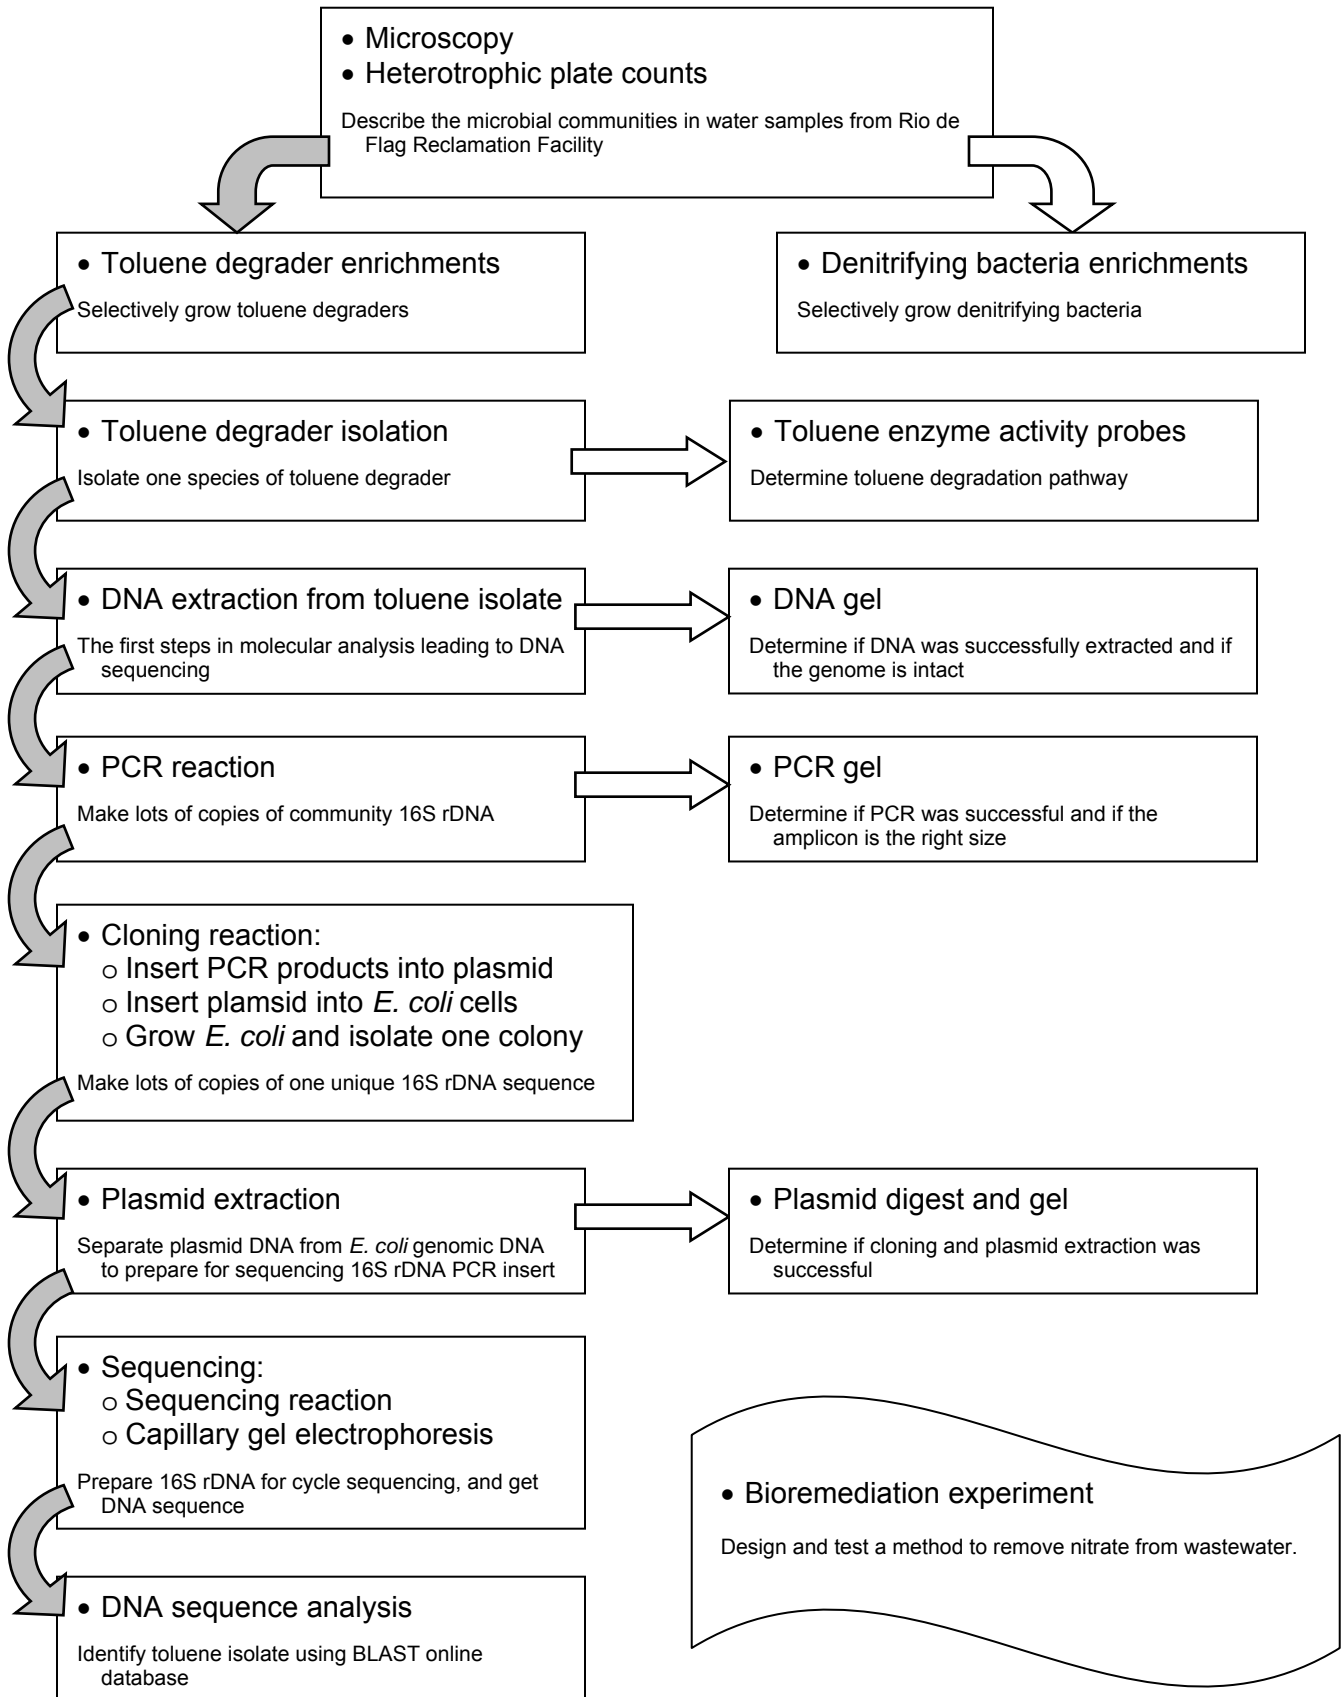 • Microscopy
• Heterotrophic plate counts
Describe the microbial communities in water samples from Rio de
Flag Reclamation Facility
• Toluene degrader enrichments
Selectively grow toluene degraders
• Denitrifying bacteria enrichments
Selectively grow denitrifying bacteria
• Toluene degrader isolation
Isolate one species of toluene degrader
• Toluene enzyme activity probes
Determine toluene degradation pathway
• DNA extraction from toluene isolate
The first steps in molecular analysis leading to DNA
sequencing
• DNA gel
Determine if DNA was successfully extracted and if
the genome is intact
• PCR reaction
Make lots of copies of community 16S rDNA
• PCR gel
Determine if PCR was successful and if the
amplicon is the right size
• Cloning reaction:
o Insert PCR products into plasmid
o Insert plamsid into E. coli cells
o Grow E. coli and isolate one colony
Make lots of copies of one unique 16S rDNA sequence
• Plasmid extraction
Separate plasmid DNA from E. coli genomic DNA
to prepare for sequencing 16S rDNA PCR insert
• Plasmid digest and gel
Determine if cloning and plasmid extraction was
successful
• Sequencing:
o Sequencing reaction
o Capillary gel electrophoresis
Prepare 16S rDNA for cycle sequencing, and get
DNA sequence
• Bioremediation experiment
Design and test a method to remove nitrate from wastewater.
• DNA sequence analysis
Identify toluene isolate using BLAST online
database